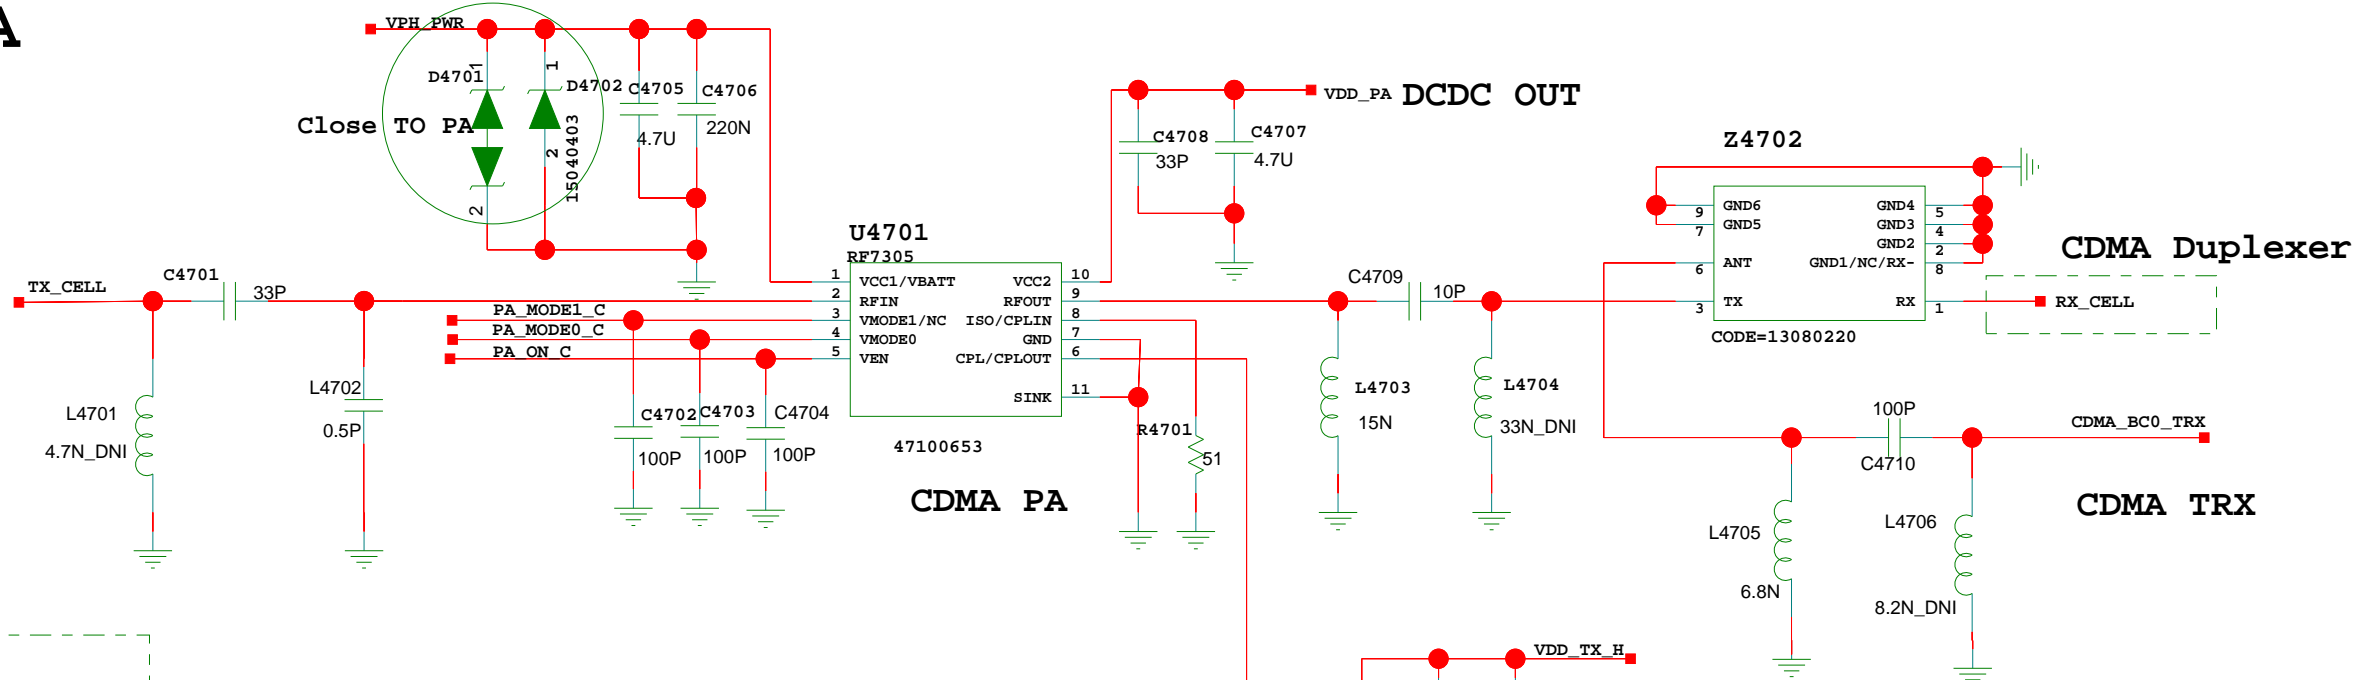 A
VPH_PWR
1
1
D4701
D4702
C4705
C4706
Close TO PA
4.7U
220N
2
2
15040403
VDD_PA
DCDC OUT
C4708
33P
C4707
4.7U
Z4702
9
GND6
GND4
5
7
GND5
GND3
4
GND2
2
6
ANT
GND1/NC/RX-
8
3
TX
RX
1
CODE=13080220
CDMA Duplexer
RX_CELL
U4701
RF7305
1
VCC1/VBATT
VCC2
10
2
RFIN
RFOUT
9
3
VMODE1/NC
ISO/CPLIN
8
4
VMODE0
GND
7
5
VEN
CPL/CPLOUT
6
SINK
11
47100653
CDMA PA
TX_CELL
C4701
33P
PA_MODE1_C
PA_MODE0_C
PA_ON_C
L4701
4.7N_DNI
L4702
0.5P
C4702
100P
C4703
100P
C4704
100P
R4701
51
C4709
10P
L4703
15N
L4704
33N_DNI
100P
C4710
CDMA_BC0_TRX
CDMA TRX
L4705
6.8N
L4706
8.2N_DNI
VDD_TX_H